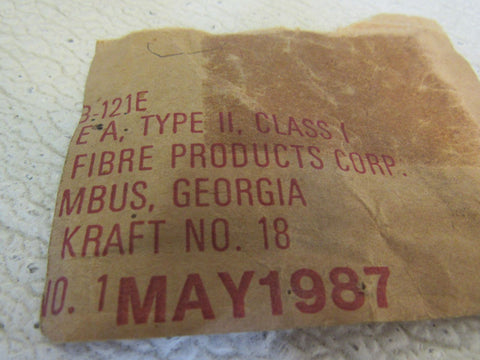 B-121E
E A, TYPE II, CLASS I
FIBRE PRODUCTS CORP.
MBUS, GEORGIA
KRAFT NO. 18
NO. 1 MAY1987